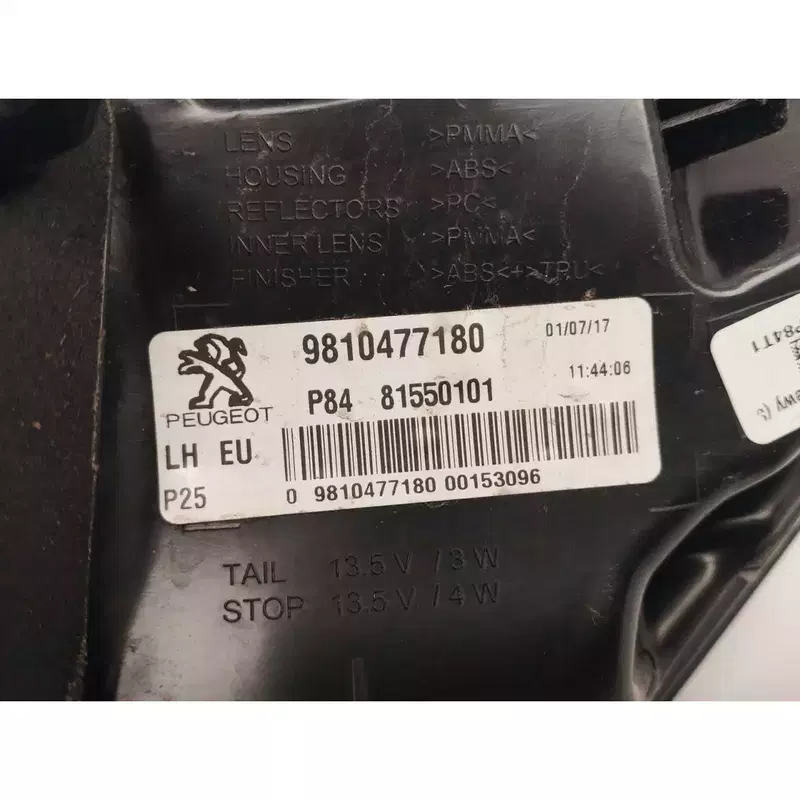 LENS >PMMA<
HOUSING >ABS<
REFLECTORS >PC<
INNER LENS >PMMA<
FINISHER >ABS<+>TPU<
9810477180 01/07/17
P84 81550101 11:44:06
PEUGEOT
LH EU
P25 0 9810477180 00153096
TAIL 13.5 V / 3 W
STOP 13.5 V / 4 W
P84T1